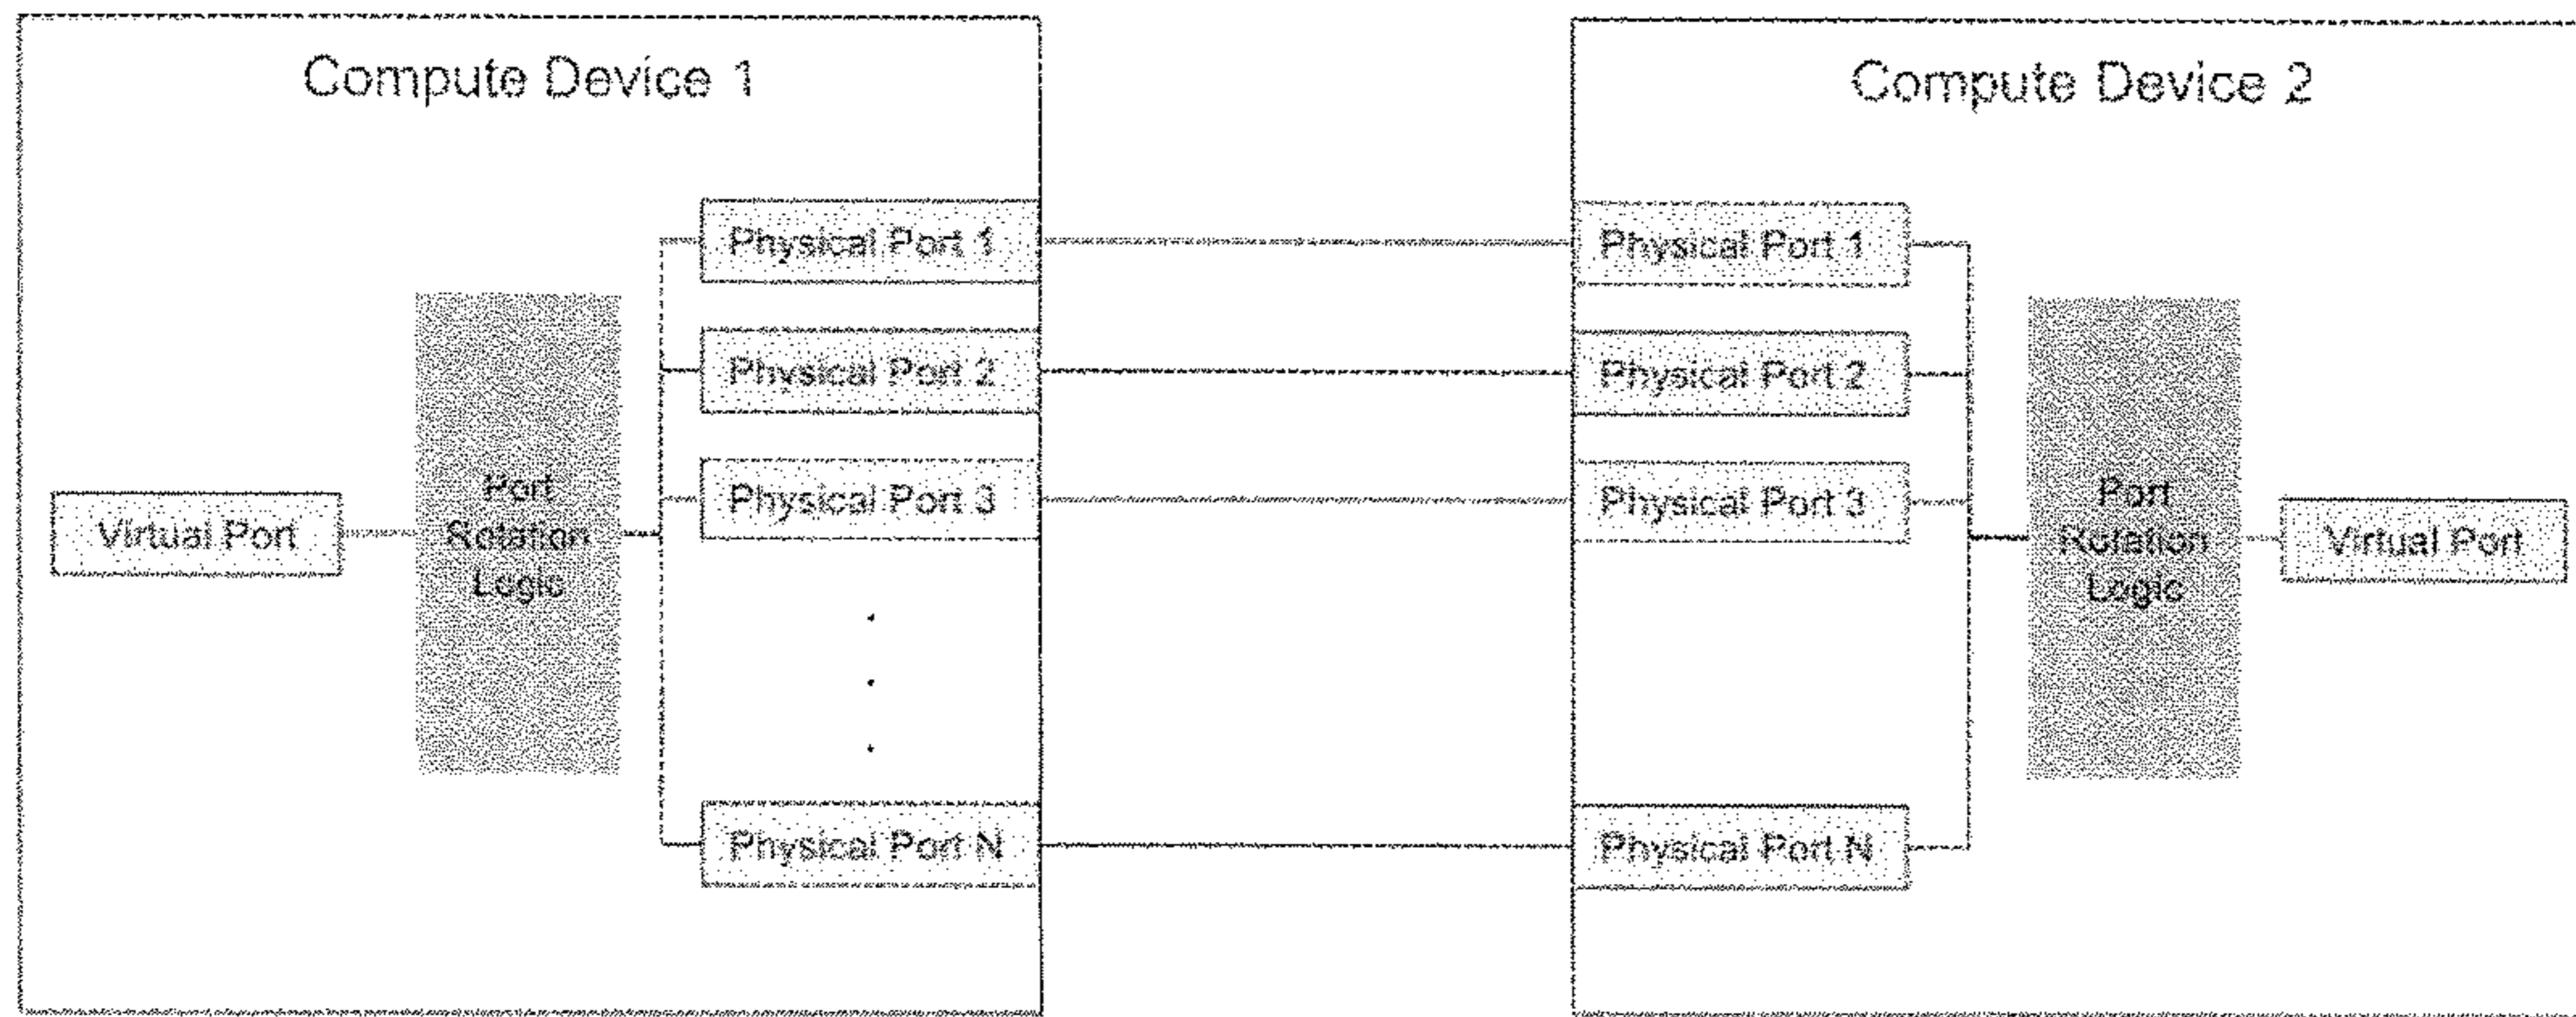 Compute Device 1
Physical Port 1
Physical Port 2
Physical Port 3
Physical Port N
Port
Rotation
Logic
Virtual Port
Compute Device 2
Physical Port 1
Physical Port 2
Physical Port 3
Physical Port N
Port
Rotation
Logic
Virtual Port